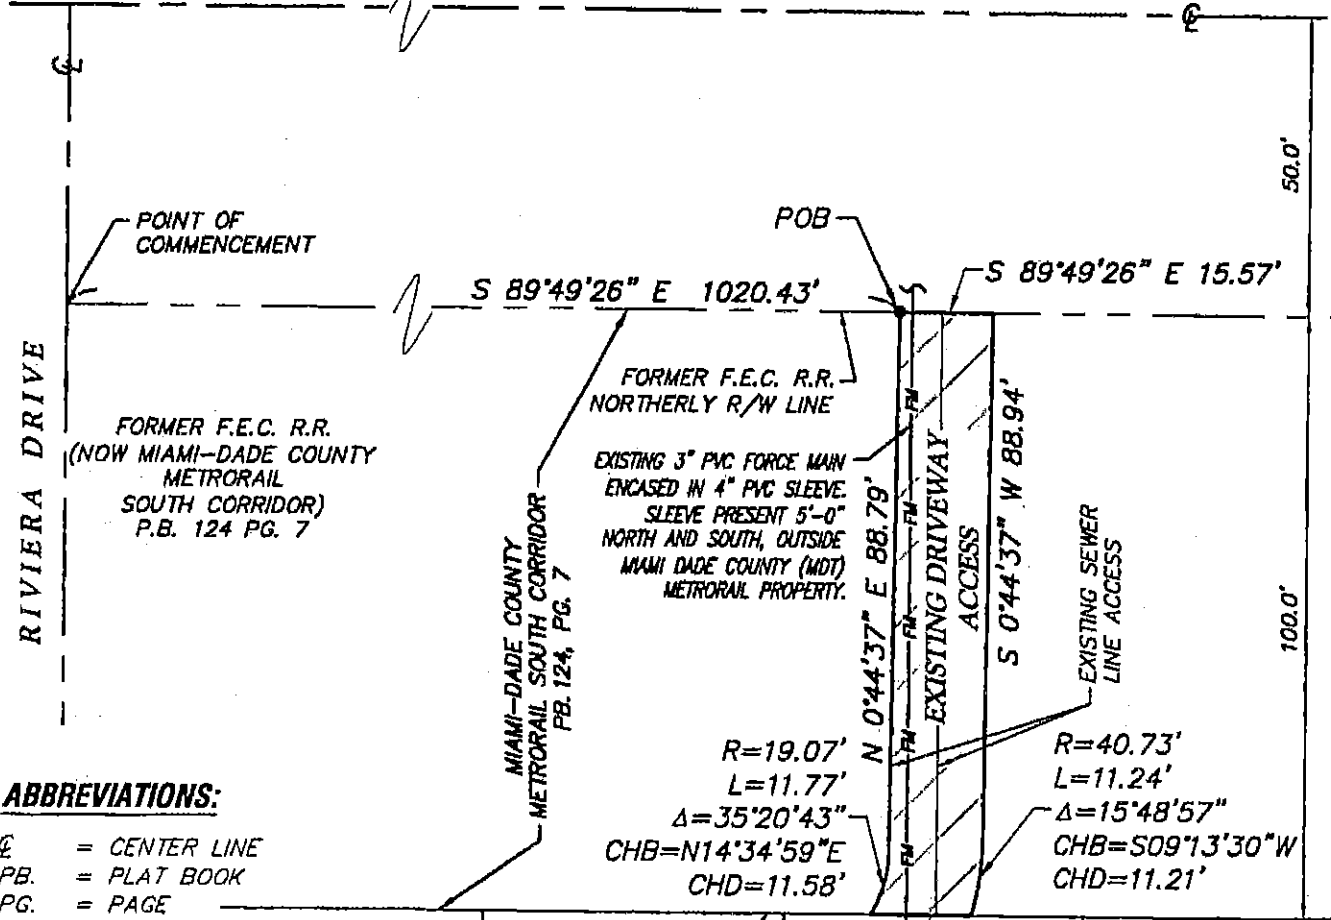 ℄
℄
50.0'
POINT OF
COMMENCEMENT
POB
S 89°49'26" E 15.57'
S 89°49'26" E 1020.43'
RIVIERA DRIVE
FORMER F.E.C. R.R.
(NOW MIAMI-DADE COUNTY
METRORAIL
SOUTH CORRIDOR)
P.B. 124 PG. 7
FORMER F.E.C. R.R.
NORTHERLY R/W LINE
EXISTING 3" PVC FORCE MAIN
ENCASED IN 4" PVC SLEEVE.
SLEEVE PRESENT 5'-0"
NORTH AND SOUTH, OUTSIDE
MIAMI DADE COUNTY (MDT)
METRORAIL PROPERTY.
MIAMI-DADE COUNTY
METRORAIL SOUTH CORRIDOR
PB. 124, PG. 7
N 0°44'37" E 88.79'
FM
FM
FM
FM
FM
EXISTING DRIVEWAY
ACCESS
S 0°44'37" W 88.94'
EXISTING SEWER
LINE ACCESS
100.0'
R=19.07'
L=11.77'
Δ=35°20'43"
CHB=N14°34'59"E
CHD=11.58'
R=40.73'
L=11.24'
Δ=15°48'57"
CHB=S09°13'30"W
CHD=11.21'
ABBREVIATIONS:
℄ = CENTER LINE
PB. = PLAT BOOK
PG. = PAGE